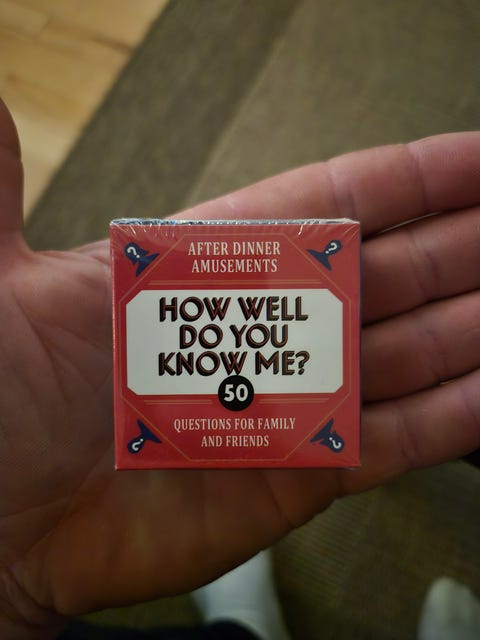 AFTER DINNER
AMUSEMENTS
HOW WELL
DO YOU
KNOW ME?
50
QUESTIONS FOR FAMILY
AND FRIENDS